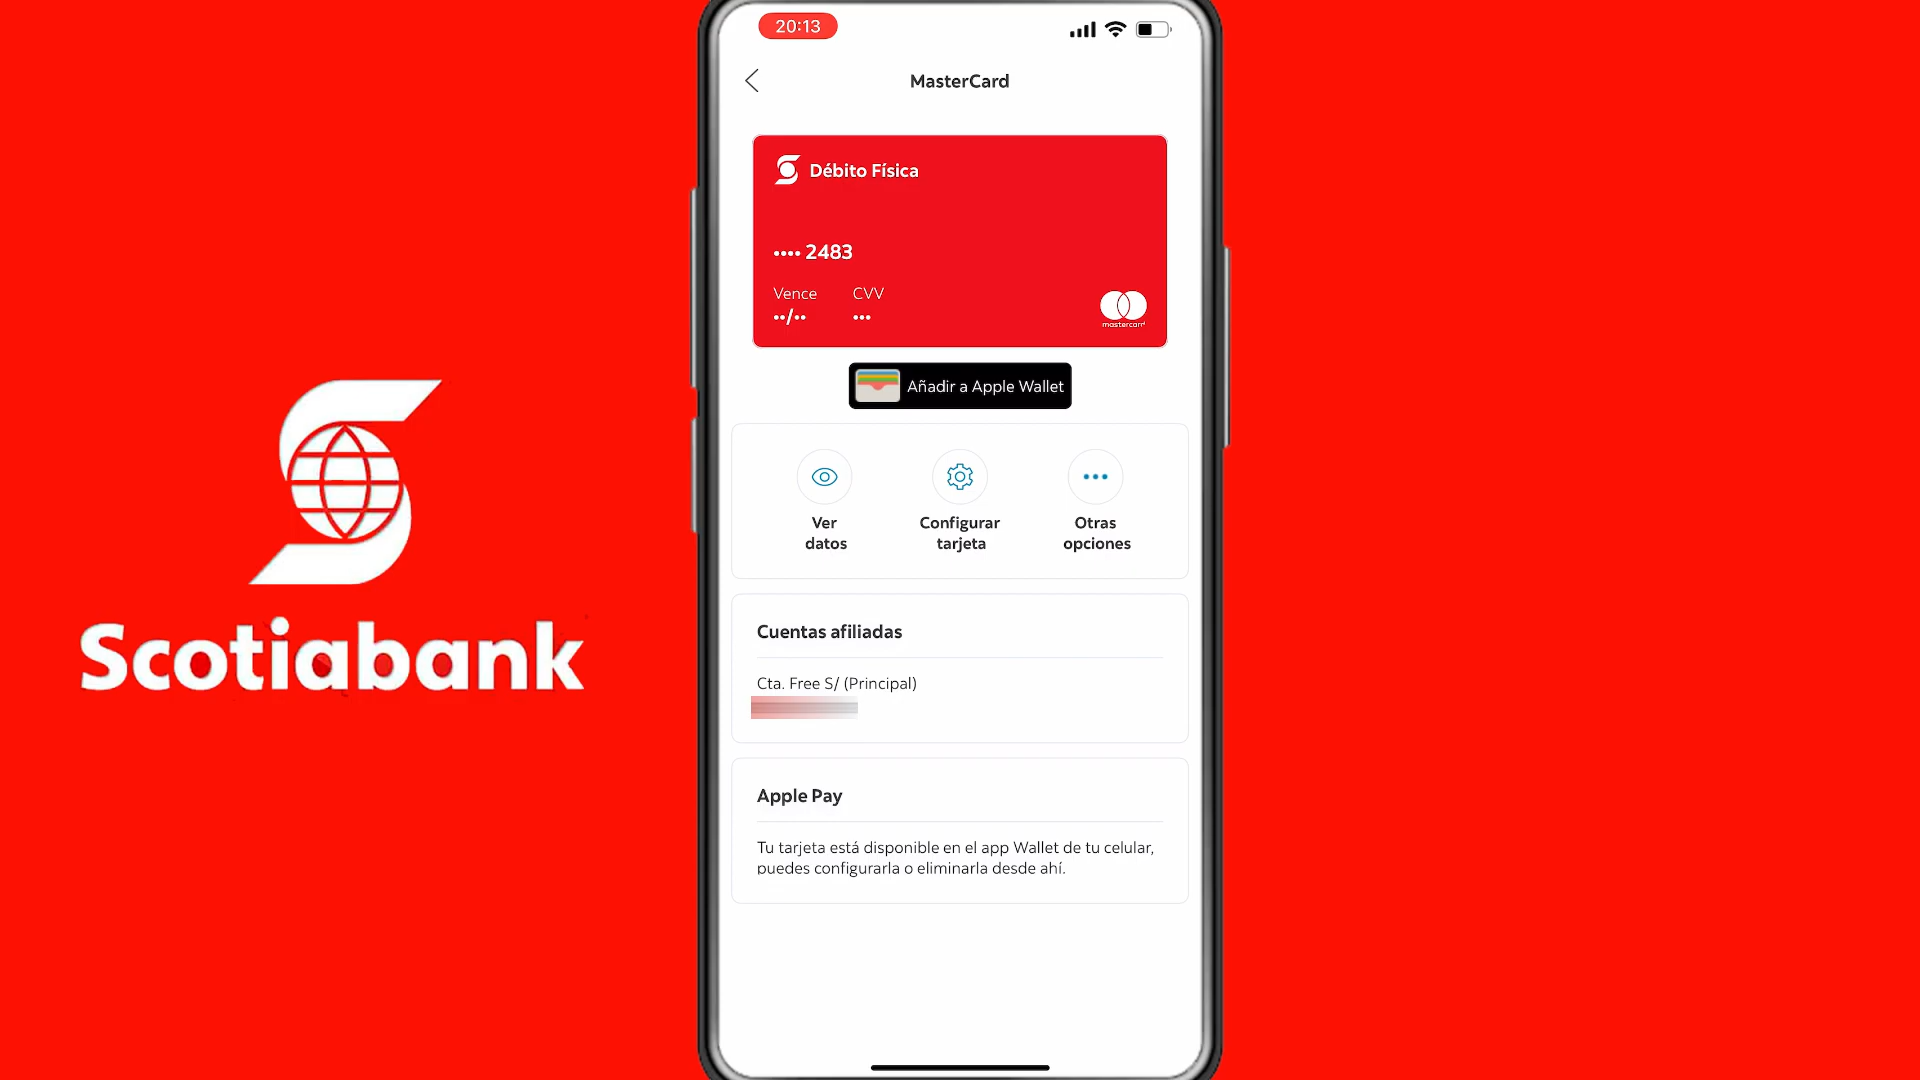 20:13
MasterCard
Débito Física
•••• 2483
Vence CVV
••/•• •••
mastercard
Añadir a Apple Wallet
Ver datos
Configurar tarjeta
Otras opciones
Cuentas afiliadas
Cta. Free S/ (Principal)
Apple Pay
Tu tarjeta está disponible en el app Wallet de tu celular,
puedes configurarla o eliminarla desde ahí.
Scotiabank